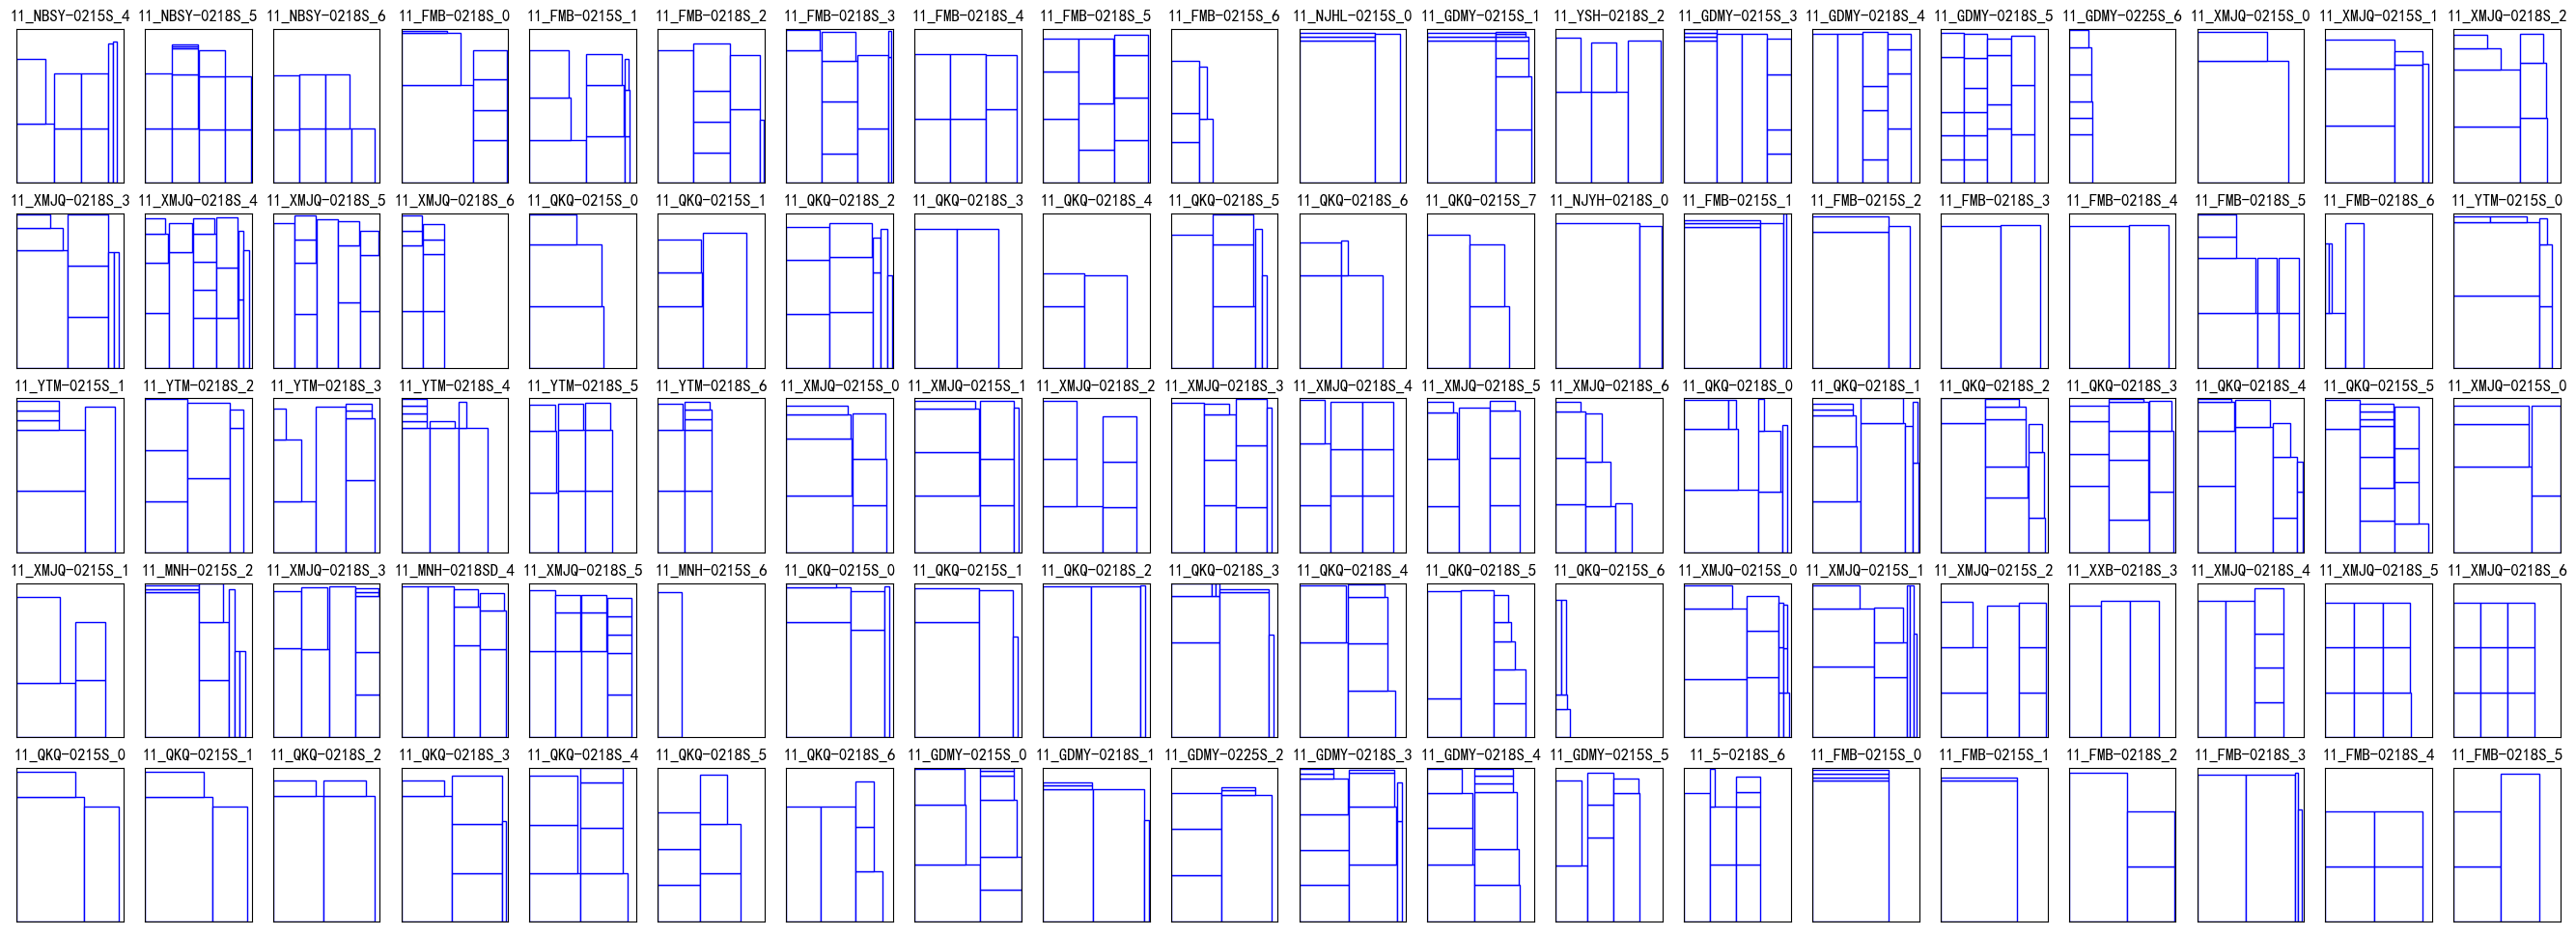 11_NBSY-0215S_4 11_NBSY-0218S_5 11_NBSY-0215S_6 11_FMB-0218S_0 11_FMB-0215S_1 11_FMB-0218S_2 11_FMB-0218S_3 11_FMB-0218S_4 11_FMB-0218S_5 11_FMB-0215S_6 11_NJHL-0215S_0 11_GDMY-0215S_1 11_YSH-0218S_2 11_GDMY-0215S_3 11_GDMY-0218S_4 11_GDMY-0218S_5 11_GDMY-0225S_6 11_XMJQ-0215S_0 11_XMJQ-0215S_1 11_XMJQ-0218S_2
11_XMJQ-0218S_3 11_XMJQ-0218S_4 11_XMJQ-0218S_5 11_XMJQ-0218S_6 11_QKQ-0215S_0 11_QKQ-0215S_1 11_QKQ-0218S_2 11_QKQ-0218S_3 11_QKQ-0218S_4 11_QKQ-0218S_5 11_QKQ-0218S_6 11_QKQ-0215S_7 11_NJYH-0218S_0 11_FMB-0215S_1 11_FMB-0215S_2 11_FMB-0218S_3 11_FMB-0218S_4 11_FMB-0218S_5 11_FMB-0218S_6 11_YTM-0215S_0
11_YTM-0215S_1 11_YTM-0218S_2 11_YTM-0218S_3 11_YTM-0218S_4 11_YTM-0218S_5 11_YTM-0218S_6 11_XMJQ-0215S_0 11_XMJQ-0215S_1 11_XMJQ-0218S_2 11_XMJQ-0218S_3 11_XMJQ-0218S_4 11_XMJQ-0218S_5 11_XMJQ-0218S_6 11_QKQ-0218S_0 11_QKQ-0218S_1 11_QKQ-0218S_2 11_QKQ-0218S_3 11_QKQ-0218S_4 11_QKQ-0215S_5 11_XMJQ-0215S_0
11_XMJQ-0215S_1 11_MNH-0215S_2 11_XMJQ-0218S_3 11_MNH-0218SD_4 11_XMJQ-0218S_5 11_MNH-0215S_6 11_QKQ-0215S_0 11_QKQ-0215S_1 11_QKQ-0218S_2 11_QKQ-0218S_3 11_QKQ-0218S_4 11_QKQ-0218S_5 11_QKQ-0215S_6 11_XMJQ-0215S_0 11_XMJQ-0215S_1 11_XMJQ-0215S_2 11_XXB-0218S_3 11_XMJQ-0218S_4 11_XMJQ-0218S_5 11_XMJQ-0218S_6
11_QKQ-0215S_0 11_QKQ-0215S_1 11_QKQ-0218S_2 11_QKQ-0218S_3 11_QKQ-0218S_4 11_QKQ-0218S_5 11_QKQ-0218S_6 11_GDMY-0215S_0 11_GDMY-0218S_1 11_GDMY-0225S_2 11_GDMY-0218S_3 11_GDMY-0218S_4 11_GDMY-0215S_5 11_5-0218S_6 11_FMB-0215S_0 11_FMB-0215S_1 11_FMB-0218S_2 11_FMB-0218S_3 11_FMB-0218S_4 11_FMB-0218S_5